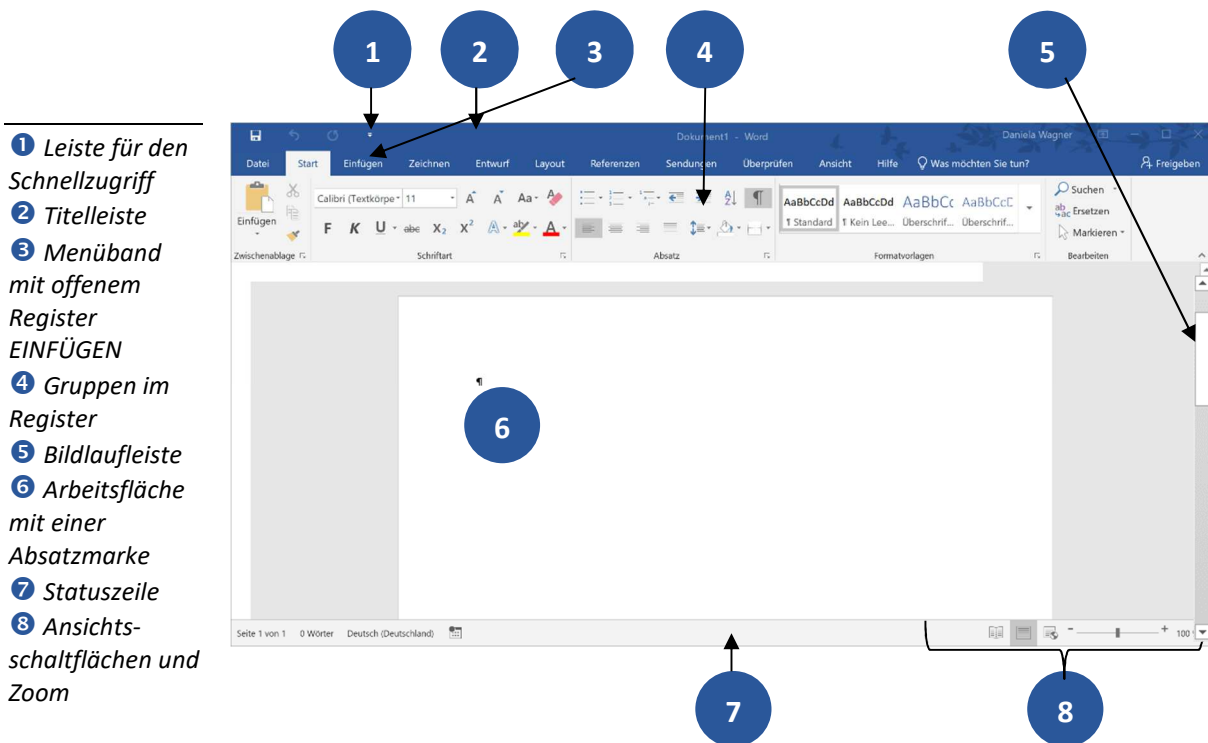 1 2 3 4 5
❶ Leiste für den
Schnellzugriff
❷ Titelleiste
❸ Menüband
mit offenem
Register
EINFÜGEN
❹ Gruppen im
Register
❺ Bildlaufleiste
❻ Arbeitsfläche
mit einer
Absatzmarke
❼ Statuszeile
❽ Ansichts-
schaltflächen und
Zoom
Dokument1 - Word Daniela Wagner
Datei Start Einfügen Zeichnen Entwurf Layout Referenzen Sendungen Überprüfen Ansicht Hilfe Was möchten Sie tun? Freigeben
Einfügen
Calibri (Textkörpe 11 A A Aa A
F K U abc X₂ X² A aby A
AaBbCcDd AaBbCcDd AaBbCc AaBbCcC
¶ Standard ¶ Kein Lee... Überschrif... Überschrif...
Suchen
Ersetzen
Markieren
Zwischenablage Schriftart Absatz Formatvorlagen Bearbeiten
¶
6
Seite 1 von 1 0 Wörter Deutsch (Deutschland) - + 100
7 8